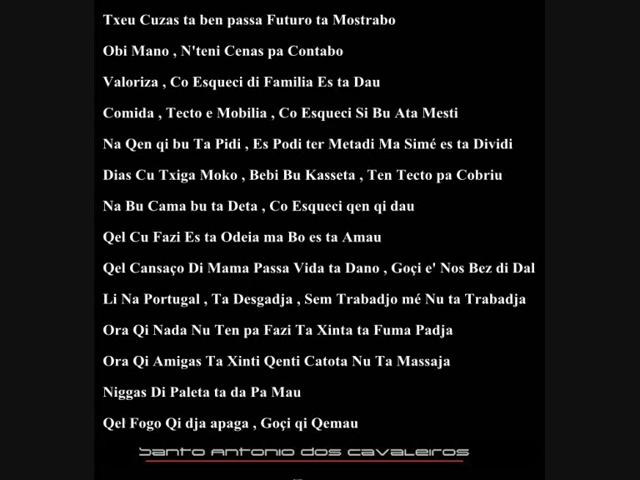 Txeu Cuzas ta ben passa Futuro ta Mostrabo
Obi Mano , N'teni Cenas pa Contabo
Valoriza , Co Esqueci di Familia Es ta Dau
Comida , Tecto e Mobilia , Co Esqueci Si Bu Ata Mesti
Na Qen qi bu Ta Pidi , Es Podi ter Metadi Ma Simé es ta Dividi
Dias Cu Txiga Moko , Bebi Bu Kasseta , Ten Tecto pa Cobriu
Na Bu Cama bu ta Deta , Co Esqueci qen qi dau
Qel Cu Fazi Es ta Odeia ma Bo es ta Amau
Qel Cansaço Di Mama Passa Vida ta Dano , Goçi e' Nos Bez di Dal
Li Na Portugal , Ta Desgadja , Sem Trabadjo mé Nu ta Trabadja
Ora Qi Nada Nu Ten pa Fazi Ta Xinta ta Fuma Padja
Ora Qi Amigas Ta Xinti Qenti Catota Nu Ta Massaja
Niggas Di Paleta ta da Pa Mau
Qel Fogo Qi dja apaga , Goçi qi Qemau
Santo Antonio dos Cavaleiros